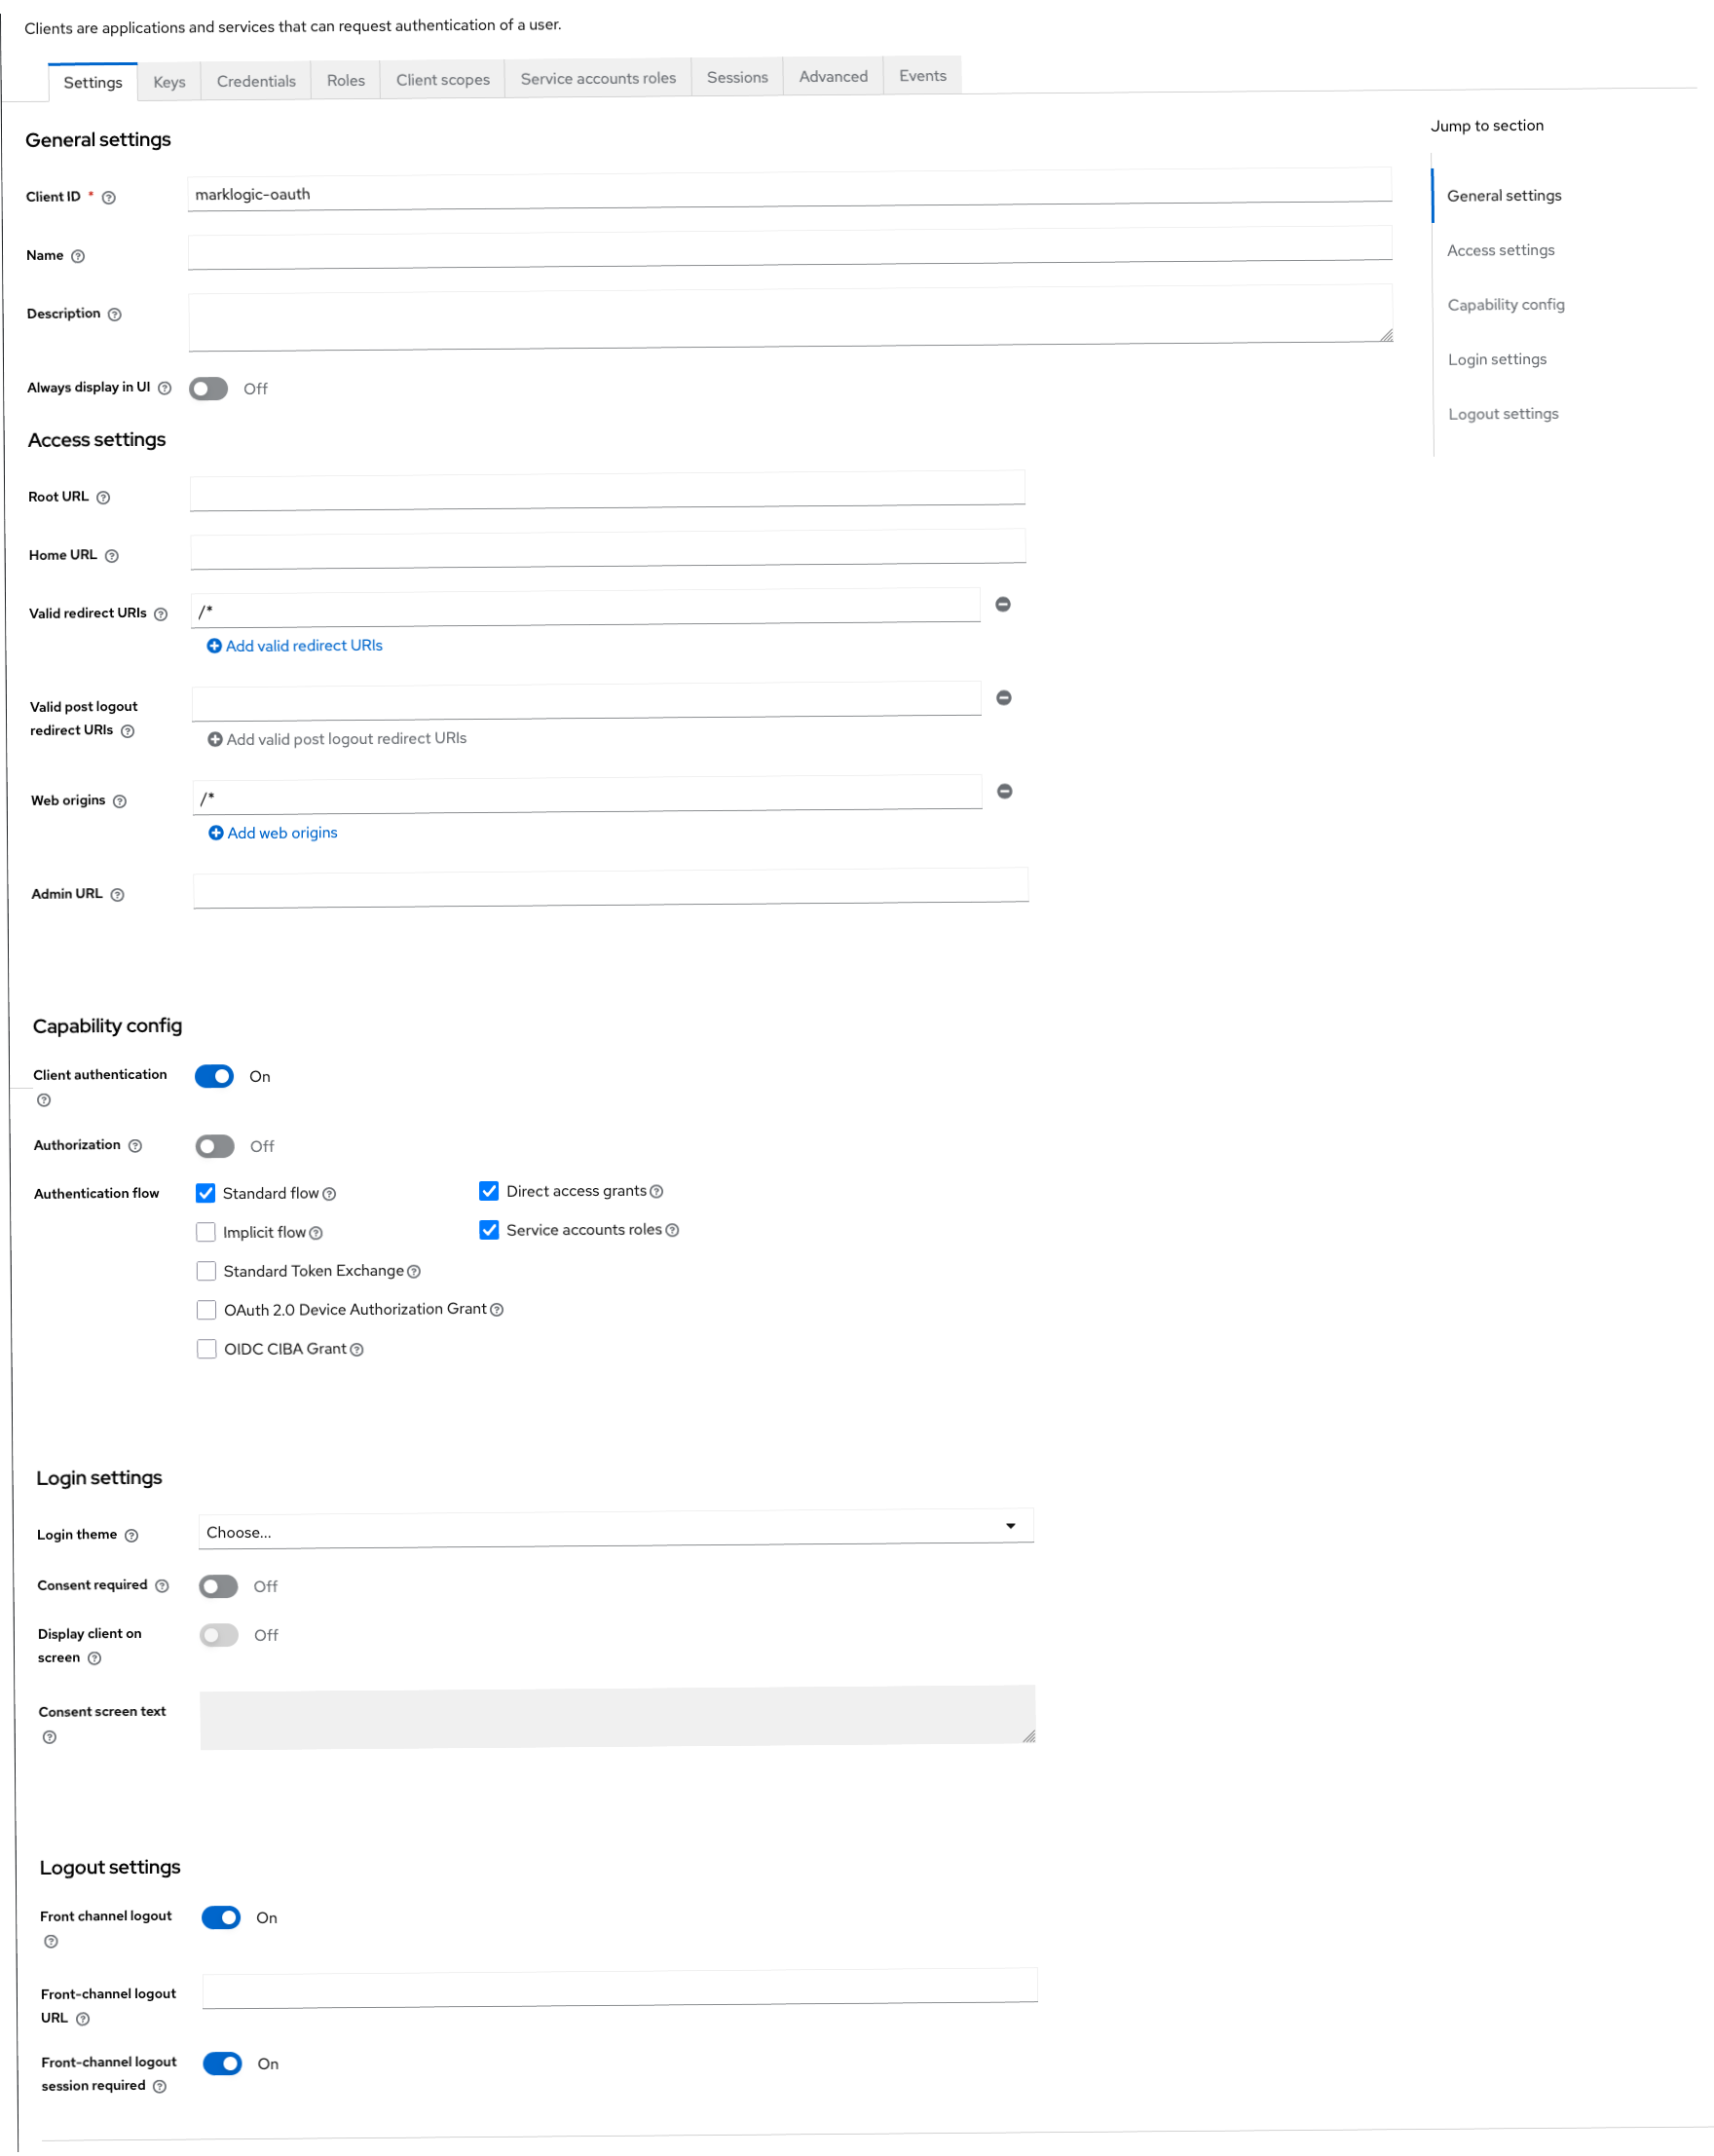 Clients are applications and services that can request authentication of a user.
Settings Keys Credentials Roles Client scopes Service accounts roles Sessions Advanced Events
General settings
Jump to section
Client ID *
marklogic-oauth
General settings
Name
Access settings
Description
Capability config
Login settings
Always display in UI
Off
Logout settings
Access settings
Root URL
Home URL
Valid redirect URIs
/*
Add valid redirect URIs
Valid post logout
redirect URIs
Add valid post logout redirect URIs
Web origins
/*
Add web origins
Admin URL
Capability config
Client authentication
On
Authorization
Off
Authentication flow
Standard flow
Direct access grants
Implicit flow
Service accounts roles
Standard Token Exchange
OAuth 2.0 Device Authorization Grant
OIDC CIBA Grant
Login settings
Login theme
Choose...
Consent required
Off
Display client on
screen
Off
Consent screen text
Logout settings
Front channel logout
On
Front-channel logout
URL
Front-channel logout
session required
On